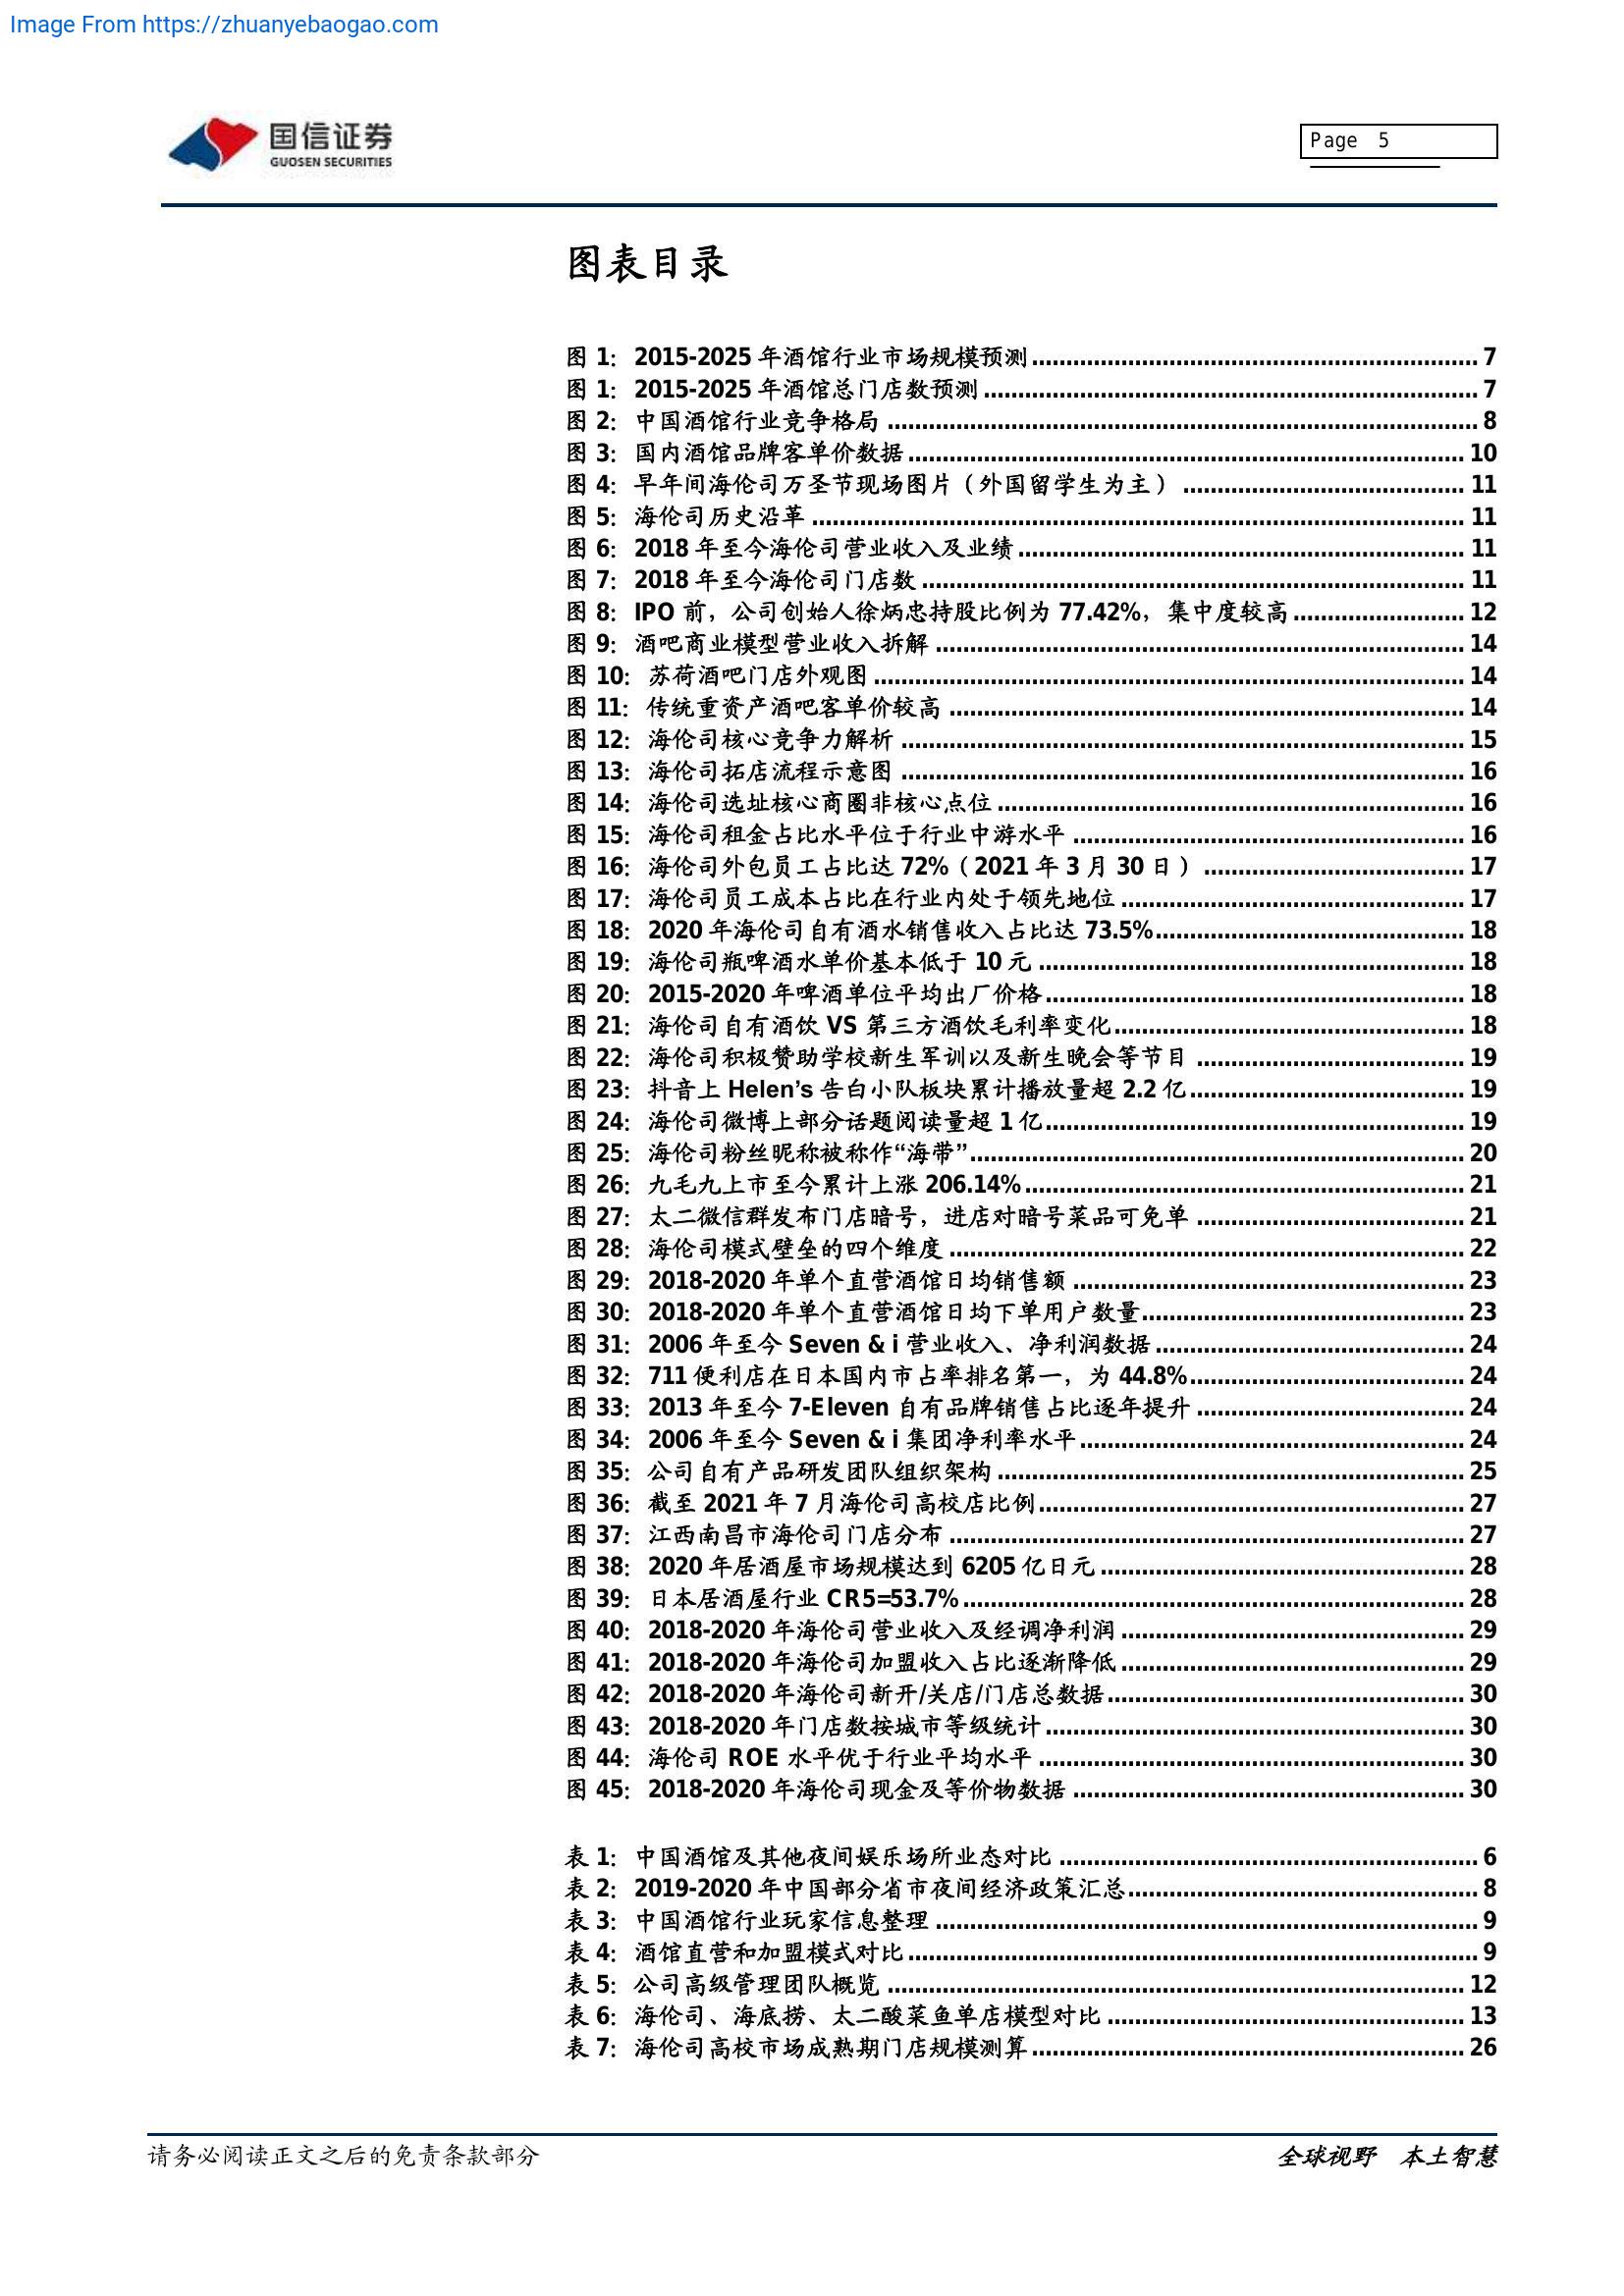 Image From https://zhuanyebaogao.com
国信证券
GUOSEN SECURITIES
Page 5
图表目录
图 1: 2015-2025 年酒馆行业市场规模预测 7
图 1: 2015-2025 年酒馆总门店数预测 7
图 2: 中国酒馆行业竞争格局 8
图 3: 国内酒馆品牌客单价数据 10
图 4: 早年间海伦司万圣节现场图片（外国留学生为主） 11
图 5: 海伦司历史沿革 11
图 6: 2018 年至今海伦司营业收入及业绩 11
图 7: 2018 年至今海伦司门店数 11
图 8: IPO 前，公司创始人徐炳忠持股比例为 77.42%，集中度较高 12
图 9: 酒吧商业模型营业收入拆解 14
图 10: 苏荷酒吧门店外观图 14
图 11: 传统重资产酒吧客单价较高 14
图 12: 海伦司核心竞争力解析 15
图 13: 海伦司拓店流程示意图 16
图 14: 海伦司选址核心商圈非核心点位 16
图 15: 海伦司租金占比水平位于行业中游水平 16
图 16: 海伦司外包员工占比达 72%（2021 年 3 月 30 日） 17
图 17: 海伦司员工成本占比在行业内处于领先地位 17
图 18: 2020 年海伦司自有酒水销售收入占比达 73.5% 18
图 19: 海伦司瓶啤酒水单价基本低于 10 元 18
图 20: 2015-2020 年啤酒单位平均出厂价格 18
图 21: 海伦司自有酒饮 VS 第三方酒饮毛利率变化 18
图 22: 海伦司积极赞助学校新生军训以及新生晚会等节目 19
图 23: 抖音上 Helen’s 告白小队板块累计播放量超 2.2 亿 19
图 24: 海伦司微博上部分话题阅读量超 1 亿 19
图 25: 海伦司粉丝昵称被称作“海带” 20
图 26: 九毛九上市至今累计上涨 206.14% 21
图 27: 太二微信群发布门店暗号，进店对暗号菜品可免单 21
图 28: 海伦司模式壁垒的四个维度 22
图 29: 2018-2020 年单个直营酒馆日均销售额 23
图 30: 2018-2020 年单个直营酒馆日均下单用户数量 23
图 31: 2006 年至今 Seven & i 营业收入、净利润数据 24
图 32: 711 便利店在日本国内市占率排名第一，为 44.8% 24
图 33: 2013 年至今 7-Eleven 自有品牌销售占比逐年提升 24
图 34: 2006 年至今 Seven & i 集团净利率水平 24
图 35: 公司自有产品研发团队组织架构 25
图 36: 截至 2021 年 7 月海伦司高校店比例 27
图 37: 江西南昌市海伦司门店分布 27
图 38: 2020 年居酒屋市场规模达到 6205 亿日元 28
图 39: 日本居酒屋行业 CR5=53.7% 28
图 40: 2018-2020 年海伦司营业收入及经调净利润 29
图 41: 2018-2020 年海伦司加盟收入占比逐渐降低 29
图 42: 2018-2020 年海伦司新开/关店/门店总数据 30
图 43: 2018-2020 年门店数按城市等级统计 30
图 44: 海伦司 ROE 水平优于行业平均水平 30
图 45: 2018-2020 年海伦司现金及等价物数据 30
表 1: 中国酒馆及其他夜间娱乐场所业态对比 6
表 2: 2019-2020 年中国部分省市夜间经济政策汇总 8
表 3: 中国酒馆行业玩家信息整理 9
表 4: 酒馆直营和加盟模式对比 9
表 5: 公司高级管理团队概览 12
表 6: 海伦司、海底捞、太二酸菜鱼单店模型对比 13
表 7: 海伦司高校市场成熟期门店规模测算 26
请务必阅读正文之后的免责条款部分
全球视野 本土智慧